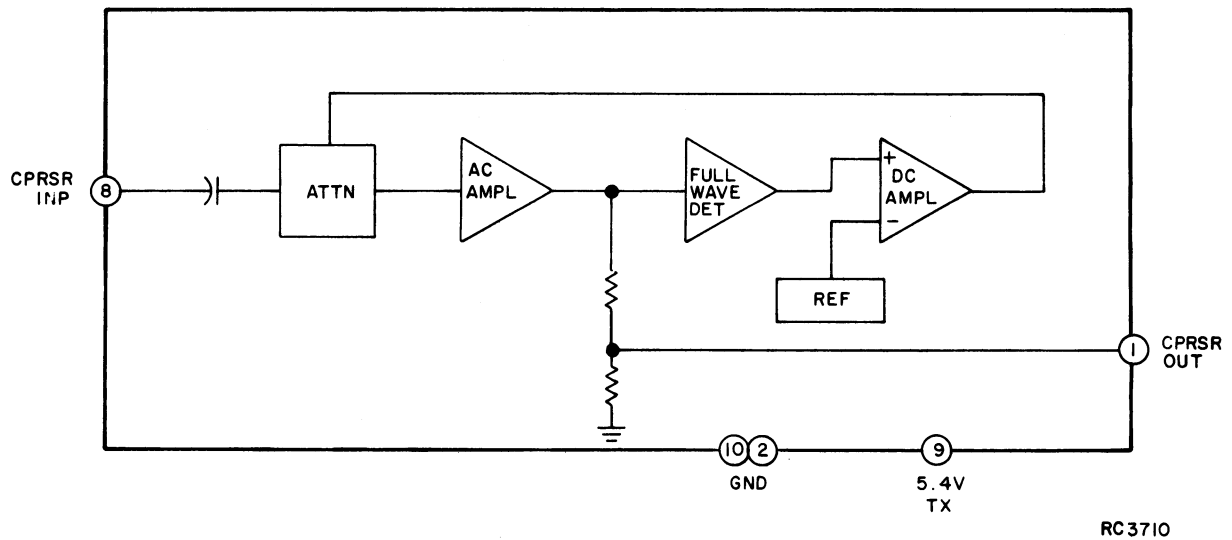 CPRSR
INP
8
ATTN
AC
AMPL
FULL
WAVE
DET
+
DC
AMPL
-
REF
1
CPRSR
OUT
10 2
GND
9
5.4V
TX
RC3710